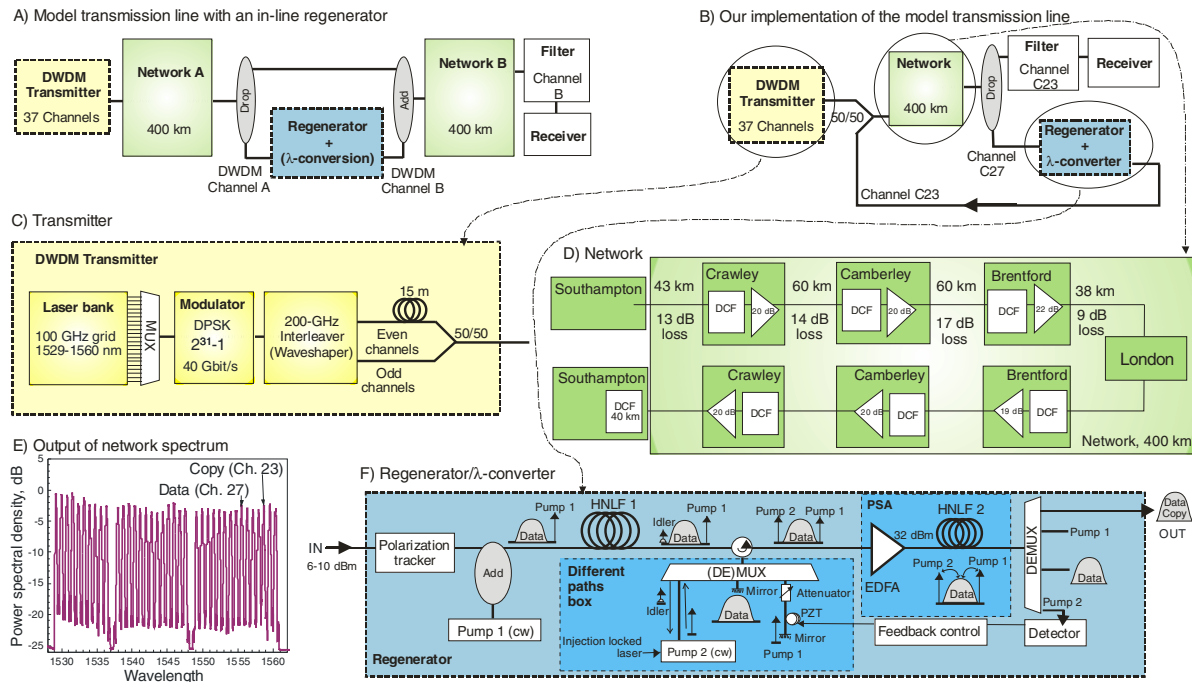 A) Model transmission line with an in-line regenerator
DWDM
Transmitter
37 Channels
Network A
400 km
Drop
Regenerator
+
(λ-conversion)
DWDM
Channel A
Add
DWDM
Channel B
Network B
400 km
Filter
Channel
B
Receiver
B) Our implementation of the model transmission line
DWDM
Transmitter
37 Channels
50/50
Network
400 km
Drop
Filter
Channel
C23
Receiver
Channel
C27
Regenerator
+
λ-converter
Channel C23
C) Transmitter
DWDM Transmitter
Laser bank
100 GHz grid
1529-1560 nm
MUX
Modulator
DPSK
2³¹-1
40 Gbit/s
200-GHz
Interleaver
(Waveshaper)
15 m
Even
channels
Odd
channels
50/50
D) Network
Southampton
43 km
13 dB
loss
Crawley
DCF
20 dB
60 km
14 dB
loss
Camberley
DCF
20 dB
60 km
17 dB
loss
Brentford
DCF
22 dB
38 km
9 dB
loss
London
Southampton
DCF
40 km
Crawley
20 dB
DCF
Camberley
20 dB
DCF
Brentford
19 dB
DCF
Network, 400 km
E) Output of network spectrum
Copy (Ch. 23)
Data (Ch. 27)
Power spectral density, dB
5
0
-5
-10
-15
-20
-25
1530 1535 1540 1545 1550 1555 1560
Wavelength
F) Regenerator/λ-converter
IN
6-10 dBm
Polarization
tracker
Add
Pump 1 (cw)
Pump 1
Data
HNLF 1
Idler
Data
Pump 1
Pump 2
Pump 1
Data
Different
paths
box
(DE)MUX
Idler
Mirror
Data
Attenuator
PZT
Mirror
Pump 1
Injection locked
laser
Pump 2 (cw)
PSA
32 dBm
EDFA
HNLF 2
Pump 2
Pump 1
Data
DEMUX
Data
Copy
OUT
Pump 1
Data
Pump 2
Feedback control
Detector
Regenerator